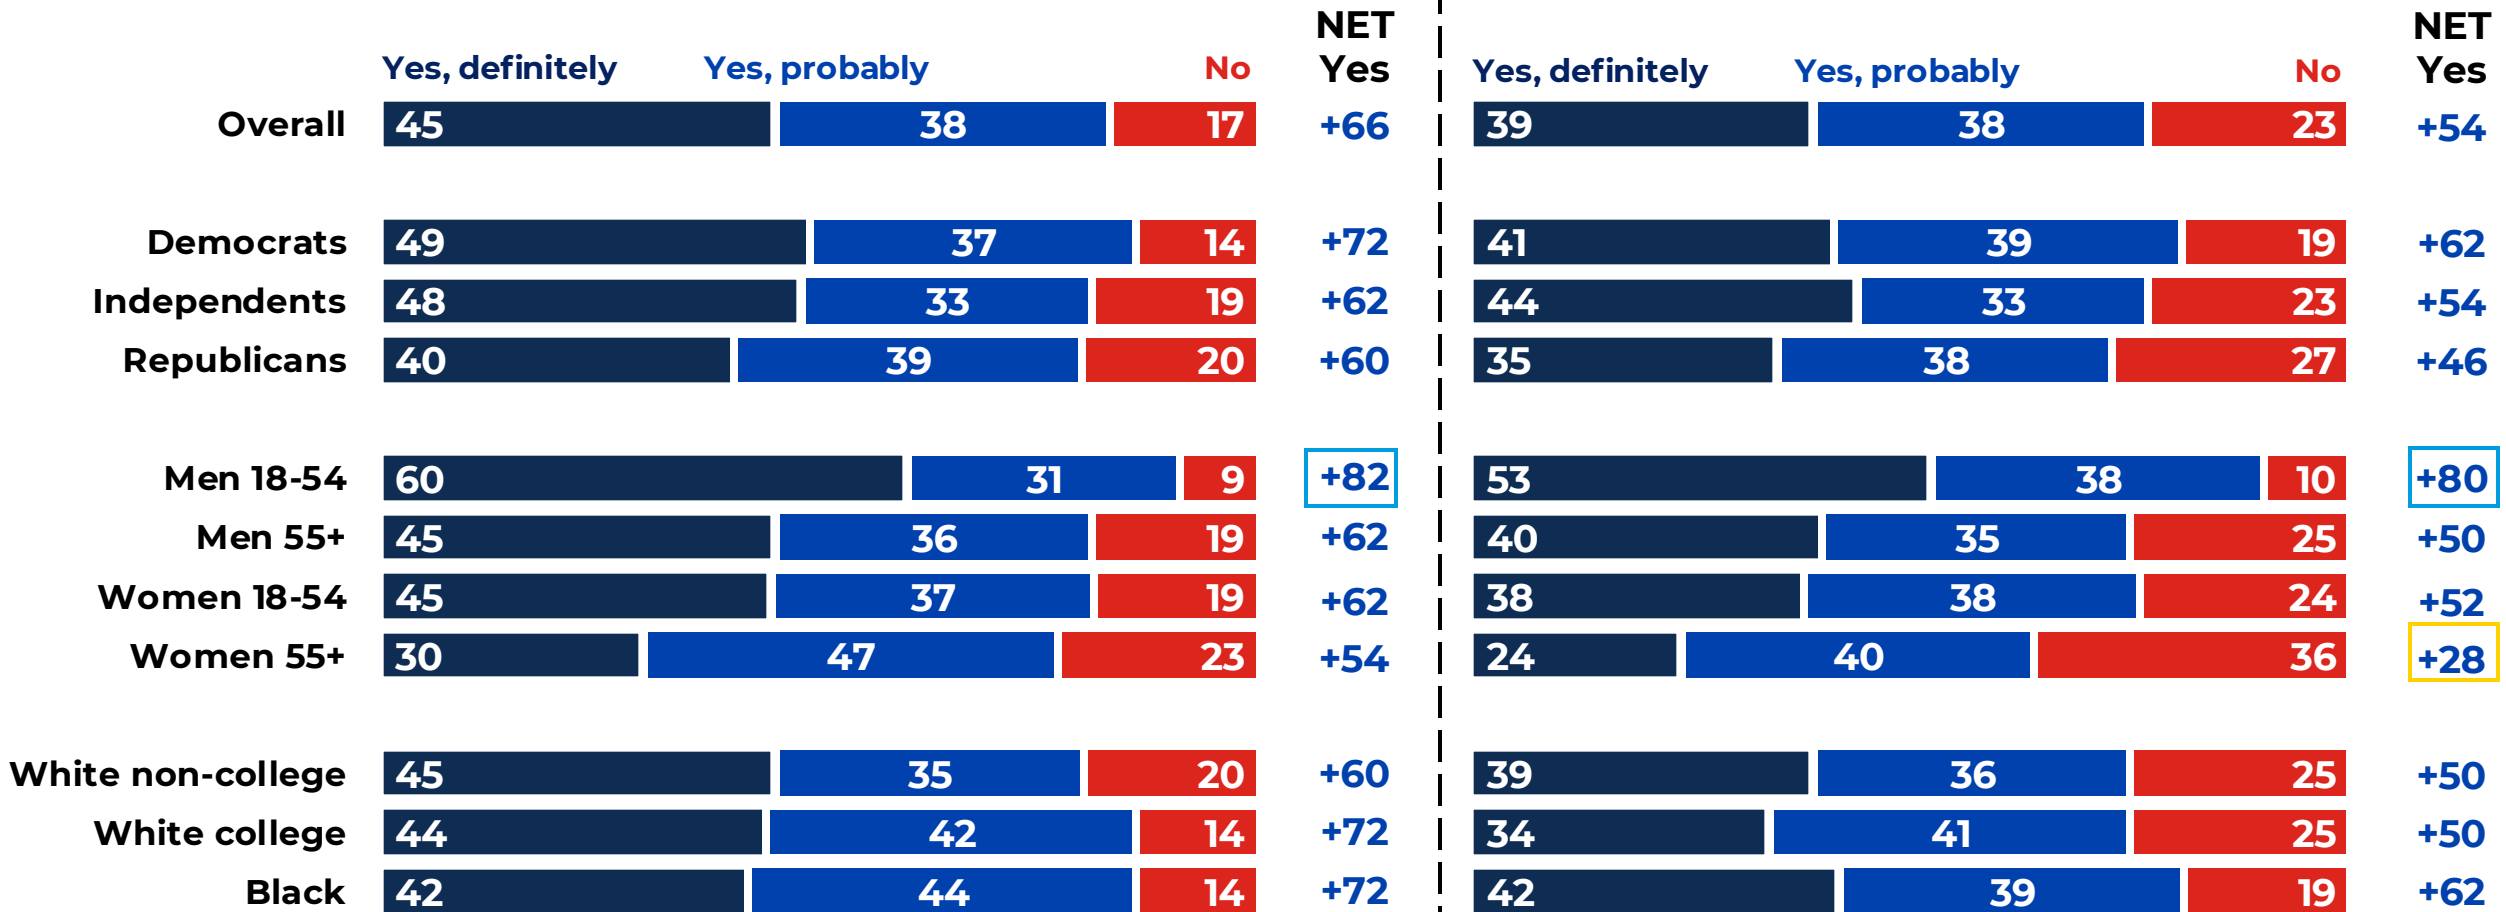 NET NET
Yes, definitely Yes, probably No Yes Yes, definitely Yes, probably No Yes
Overall 45 38 17 +66 39 38 23 +54
Democrats 49 37 14 +72 41 39 19 +62
Independents 48 33 19 +62 44 33 23 +54
Republicans 40 39 20 +60 35 38 27 +46
Men 18-54 60 31 9 +82 53 38 10 +80
Men 55+ 45 36 19 +62 40 35 25 +50
Women 18-54 45 37 19 +62 38 38 24 +52
Women 55+ 30 47 23 +54 24 40 36 +28
White non-college 45 35 20 +60 39 36 25 +50
White college 44 42 14 +72 34 41 25 +50
Black 42 44 14 +72 42 39 19 +62